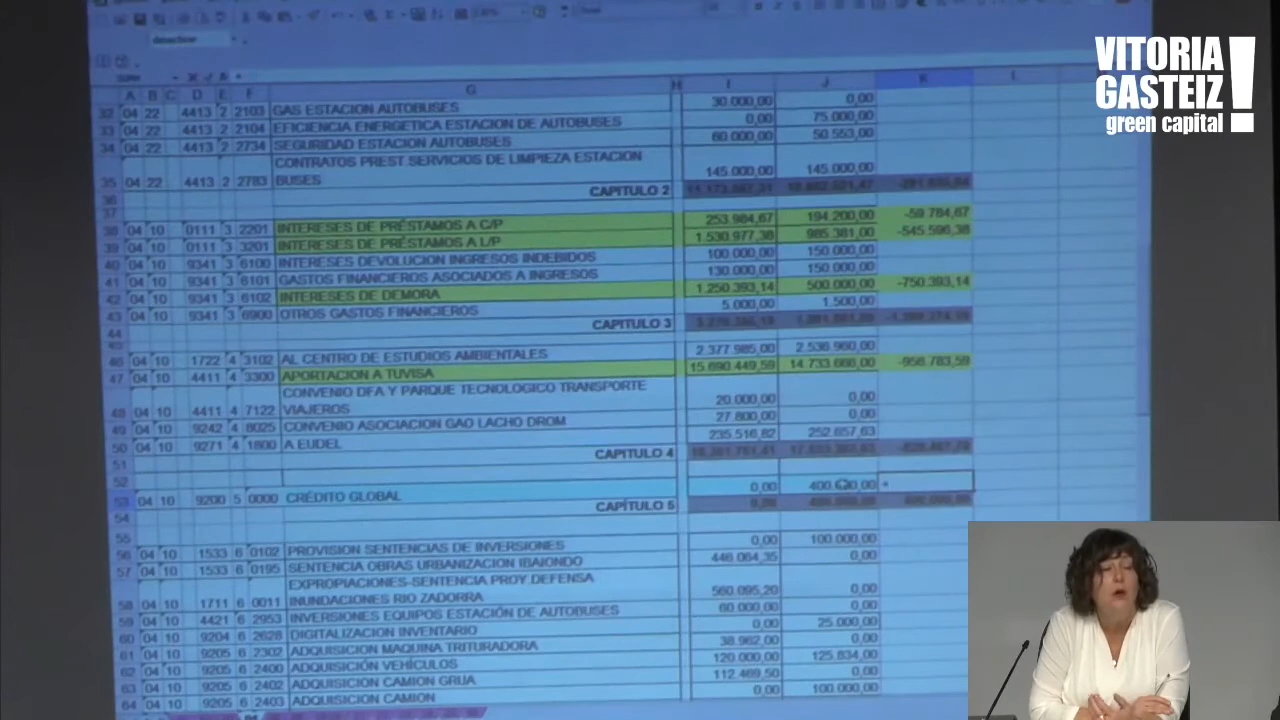 VITORIA
GASTEIZ!
green capital
A B C D E F G H I J K L
32 04 22 4413 2 2103 GAS ESTACION AUTOBUSES 30.000,00 0,00
33 04 22 4413 2 2104 EFICIENCIA ENERGETICA ESTACION DE AUTOBUSES 0,00 75.000,00
34 04 22 4413 2 2734 SEGURIDAD ESTACION AUTOBUSES 60.000,00 50.553,00
CONTRATOS PREST.SERVICIOS DE LIMPIEZA ESTACION
35 04 22 4413 2 2783 BUSES 145.000,00 145.000,00
36 CAPITULO 2
37
38 04 10 0111 3 2201 INTERESES DE PRÉSTAMOS A C/P 253.984,67 194.200,00 -59.784,67
39 04 10 0111 3 3201 INTERESES DE PRÉSTAMOS A L/P 1.530.977,38 985.381,00 -545.596,38
40 04 10 9341 3 6100 INTERESES DEVOLUCION INGRESOS INDEBIDOS 100.000,00 150.000,00
41 04 10 9341 3 6101 GASTOS FINANCIEROS ASOCIADOS A INGRESOS 130.000,00 150.000,00
42 04 10 9341 3 6102 INTERESES DE DEMORA 1.250.393,14 500.000,00 -750.393,14
43 04 10 9341 3 6900 OTROS GASTOS FINANCIEROS 5.000,00 1.500,00
44 CAPITULO 3
45
46 04 10 1722 4 3102 AL CENTRO DE ESTUDIOS AMBIENTALES 2.377.985,00 2.536.960,00
47 04 10 4411 4 3300 APORTACION A TUVISA 15.690.449,59 14.733.666,00 -956.783,59
CONVENIO DFA Y PARQUE TECNOLOGICO TRANSPORTE
48 04 10 4411 4 7122 VIAJEROS 20.000,00 0,00
49 04 10 9242 4 8025 CONVENIO ASOCIACION GAO LACHO DROM 27.800,00 0,00
50 04 10 9271 4 1800 A EUDEL 235.516,82 252.657,63
51 CAPITULO 4
52
53 04 10 9200 5 0000 CRÉDITO GLOBAL 0,00 =
54 CAPÍTULO 5
55
56 04 10 1533 6 0102 PROVISION SENTENCIAS DE INVERSIONES 0,00 100.000,00
57 04 10 1533 6 0195 SENTENCIA OBRAS URBANIZACION IBAIONDO 446.064,35 0,00
EXPROPIACIONES-SENTENCIA PROY.DEFENSA
58 04 10 1711 6 0011 INUNDACIONES RIO ZADORRA 560.095,20 0,00
59 04 10 4421 6 2953 INVERSIONES EQUIPOS ESTACIÓN DE AUTOBUSES 60.000,00 25.000,00
60 04 10 9204 6 2628 DIGITALIZACION INVENTARIO 0,00
61 04 10 9205 6 2302 ADQUISICION MAQUINA TRITURADORA 38.962,00 0,00
62 04 10 9205 6 2400 ADQUISICIÓN VEHÍCULOS 120.000,00 125.834,00
63 04 10 9205 6 2402 ADQUISICION CAMION GRUA 112.469,50 0,00
64 04 10 9205 6 2403 ADQUISICION CAMION 0,00 100.000,00